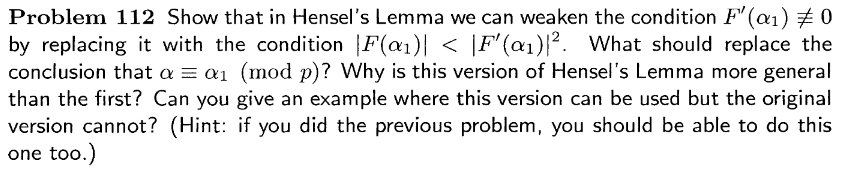 Problem 112 Show that in Hensel's Lemma we can weaken the condition F′(α₁) ≢ 0
by replacing it with the condition |F(α₁)| < |F′(α₁)|². What should replace the
conclusion that α ≡ α₁ (mod p)? Why is this version of Hensel's Lemma more general
than the first? Can you give an example where this version can be used but the original
version cannot? (Hint: if you did the previous problem, you should be able to do this
one too.)